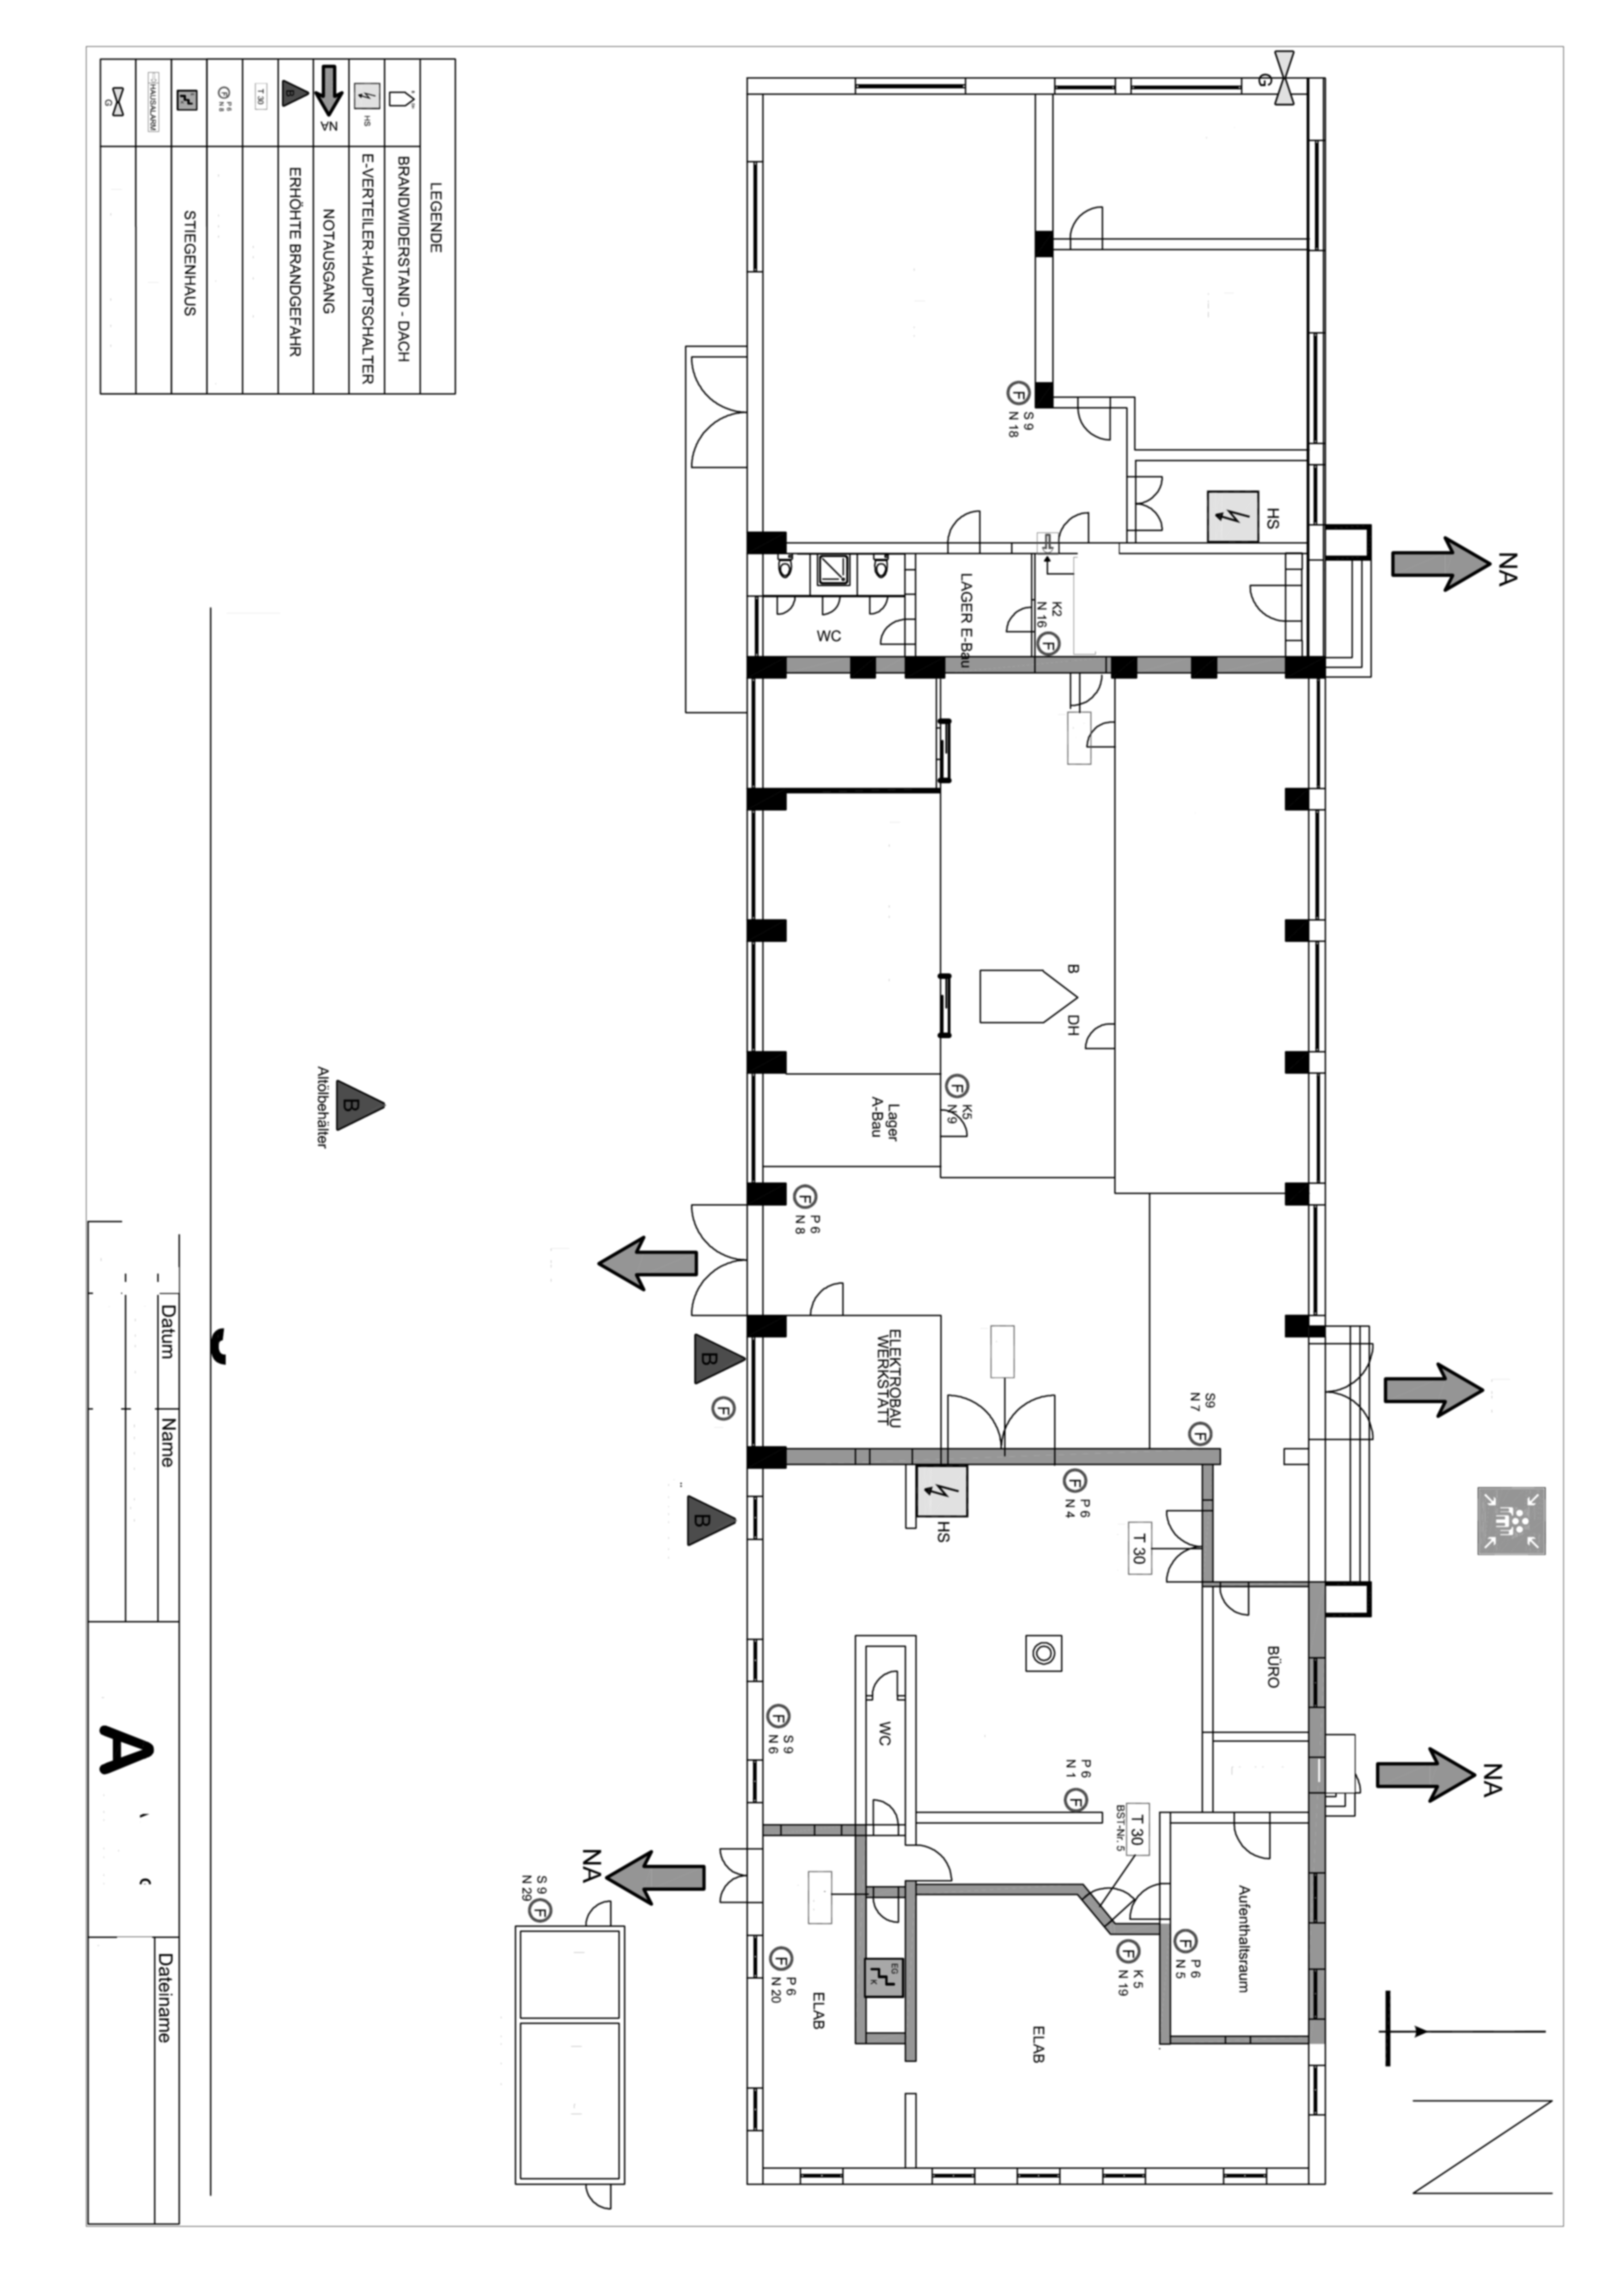 G
NA
NA
HS
S 9
N 18
LAGER E-Bau
K2
N 16
F
F
WC
B
DH
K5
N 9
F
Lager
A-Bau
P 6
N 8
F
S9
N 7
F
ELEKTROBAU
WERKSTATT
B
F
B
HS
P 6
N 4
F
T 30
BÜRO
WC
S 9
N 6
F
P 6
N 1
F
T 30
BST-Nr. 5
Aufenthaltsraum
P 6
N 5
F
K 5
N 19
F
EG
K
ELAB
ELAB
P 6
N 20
F
NA
S 9
N 29
F
B
Altölbehälter
N
LEGENDE
BRANDWIDERSTAND - DACH
HS
E-VERTEILER-HAUPTSCHALTER
NA
NOTAUSGANG
B
ERHÖHTE BRANDGEFAHR
T 30
F
P 6
N 8
STIEGENHAUS
HAUSALARM
G
Datum
Name
A
Dateiname